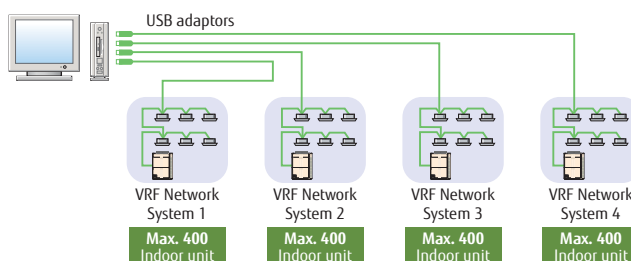 USB adaptors
VRF Network
System 1
Max. 400
Indoor unit
VRF Network
System 2
Max. 400
Indoor unit
VRF Network
System 3
Max. 400
Indoor unit
VRF Network
System 4
Max. 400
Indoor unit